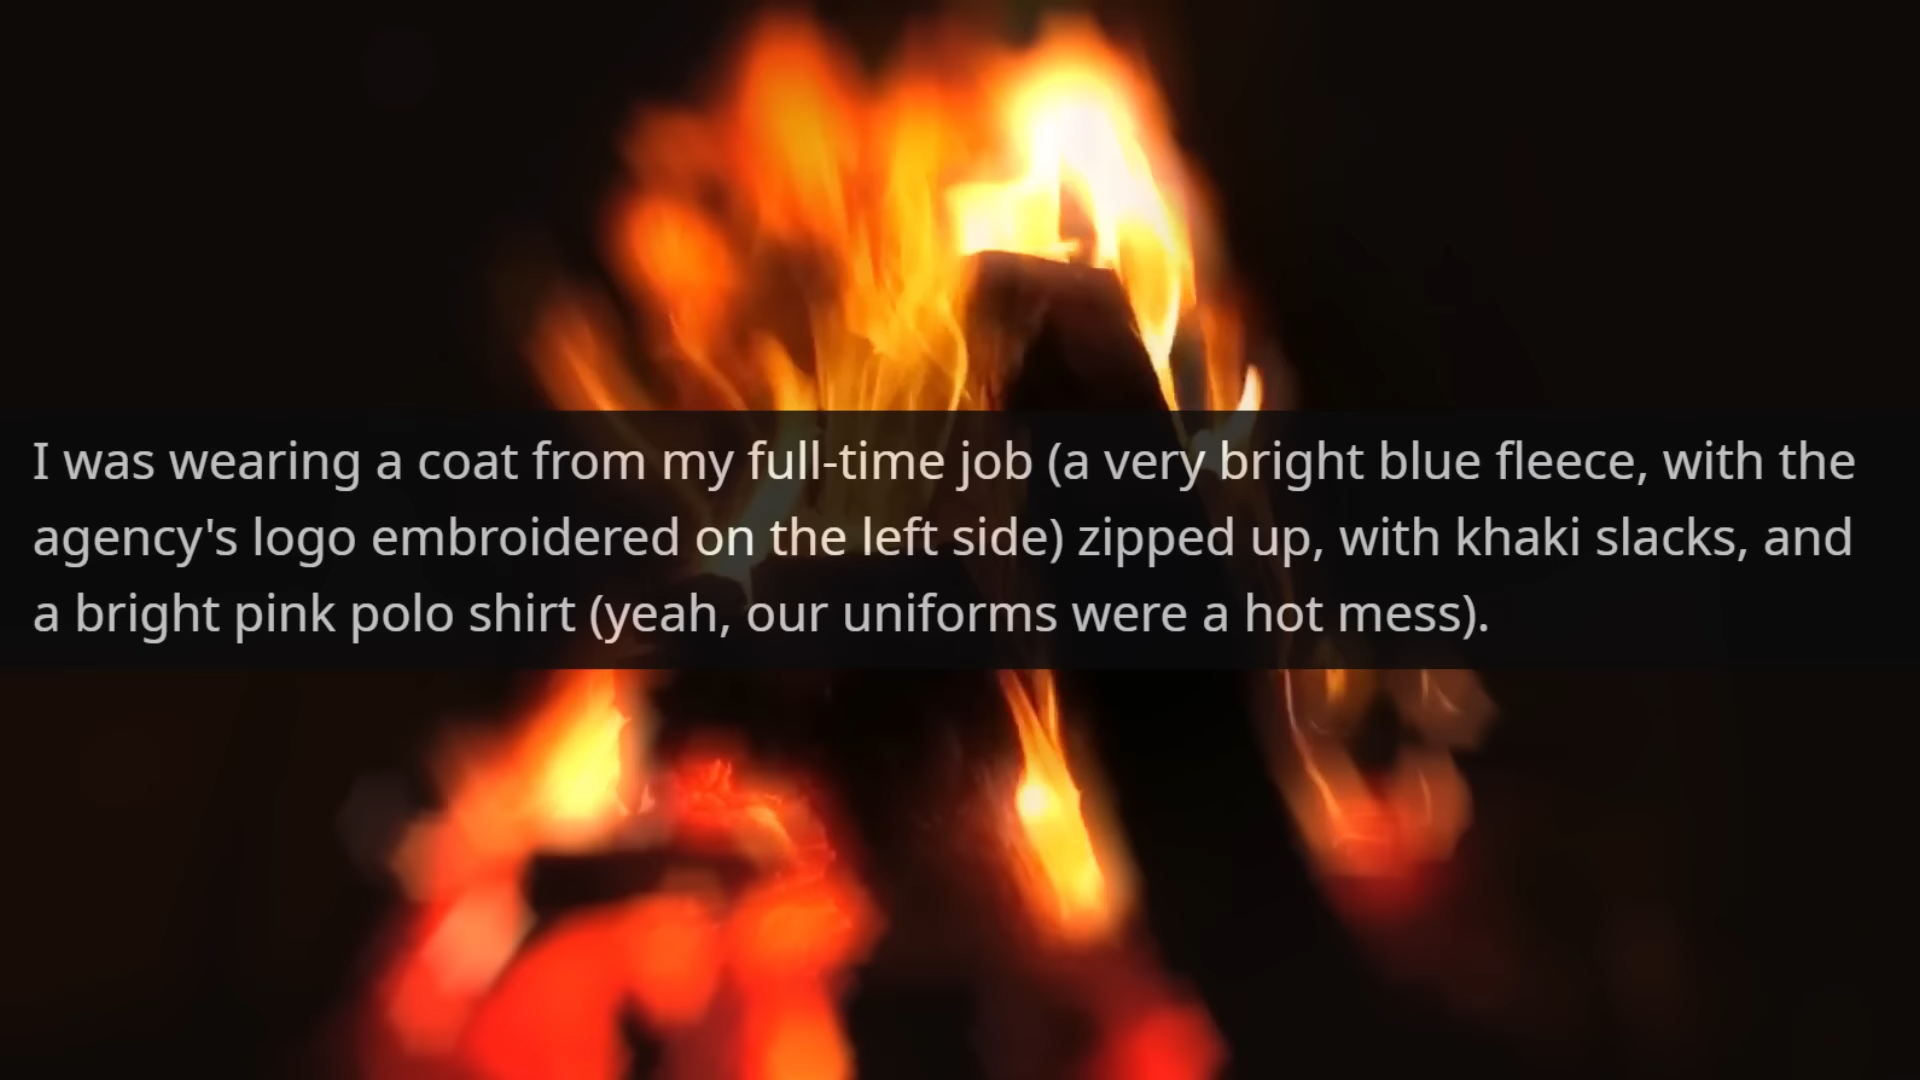 I was wearing a coat from my full-time job (a very bright blue fleece, with the
agency's logo embroidered on the left side) zipped up, with khaki slacks, and
a bright pink polo shirt (yeah, our uniforms were a hot mess).